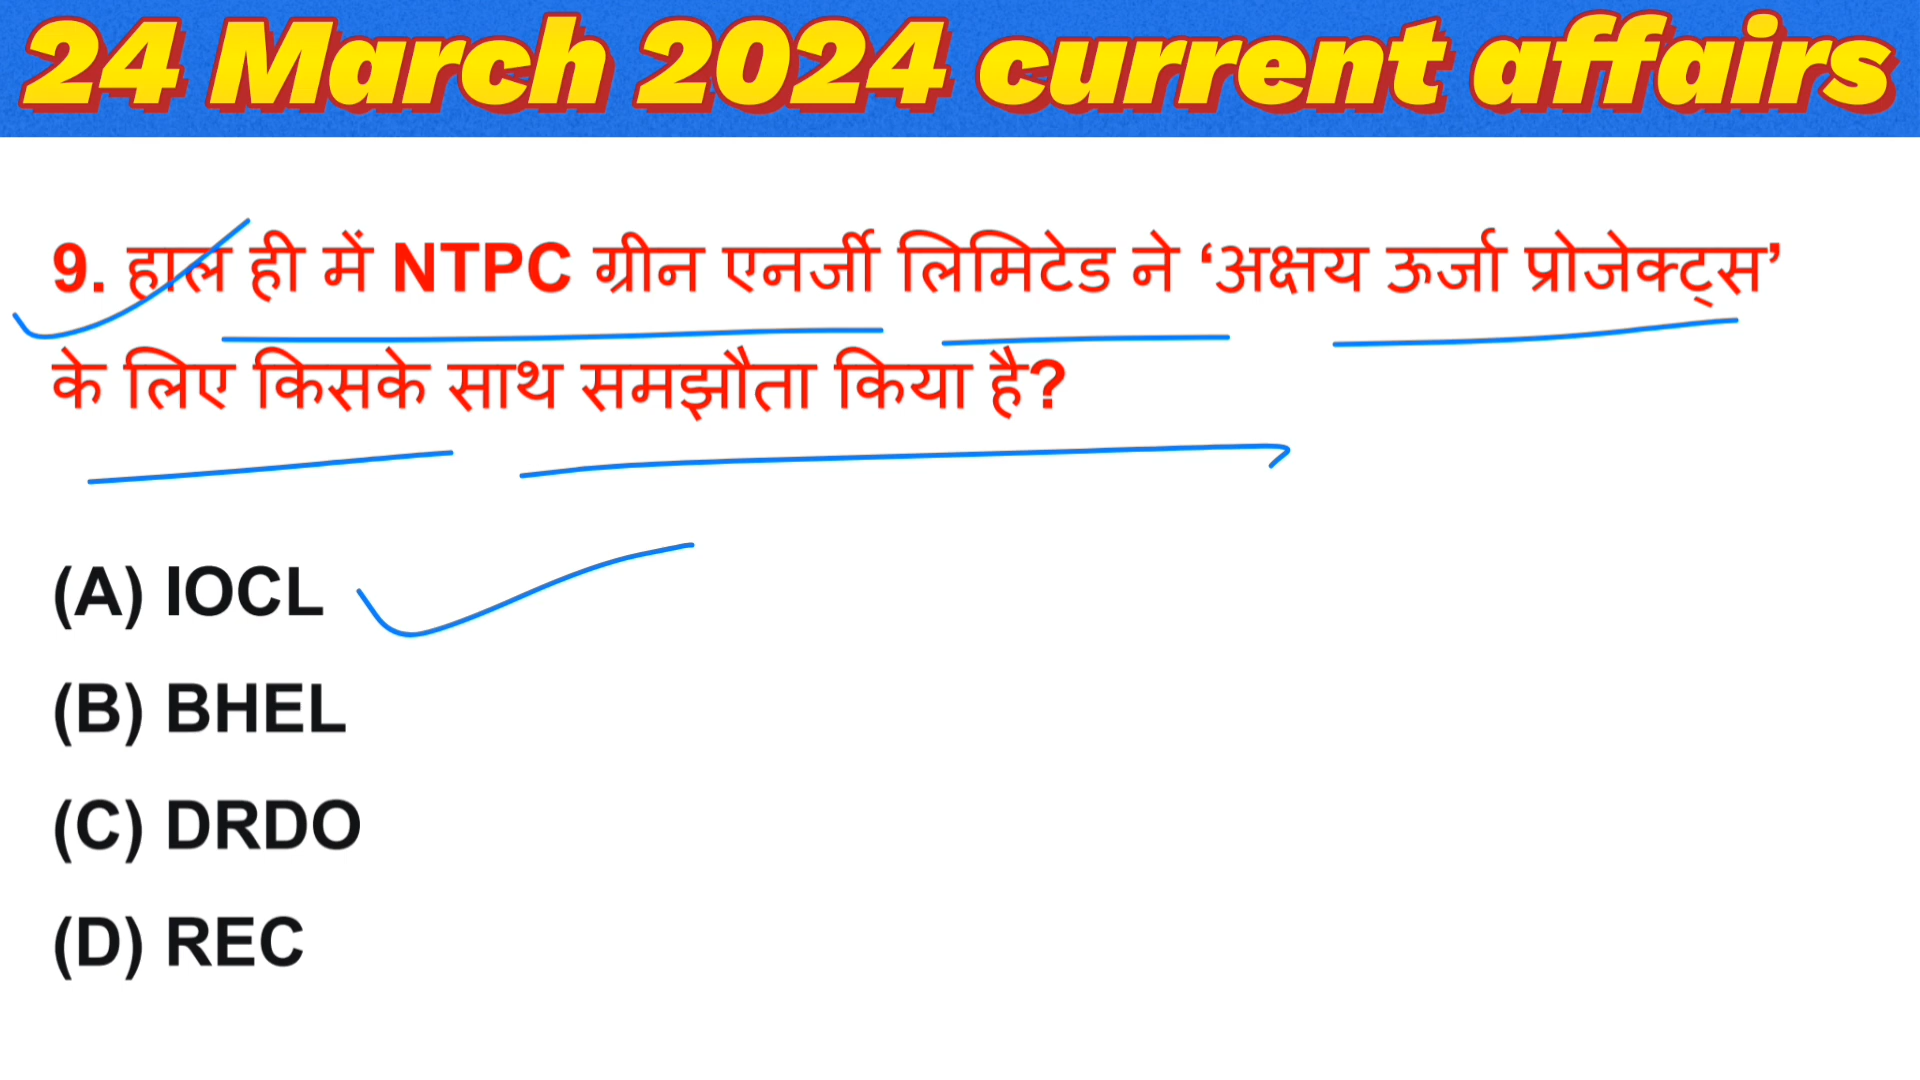 24 March 2024 current affairs
9. हाल ही में NTPC ग्रीन एनर्जी लिमिटेड ने ‘अक्षय ऊर्जा प्रोजेक्ट्स’
के लिए किसके साथ समझौता किया है?
(A) IOCL
(B) BHEL
(C) DRDO
(D) REC